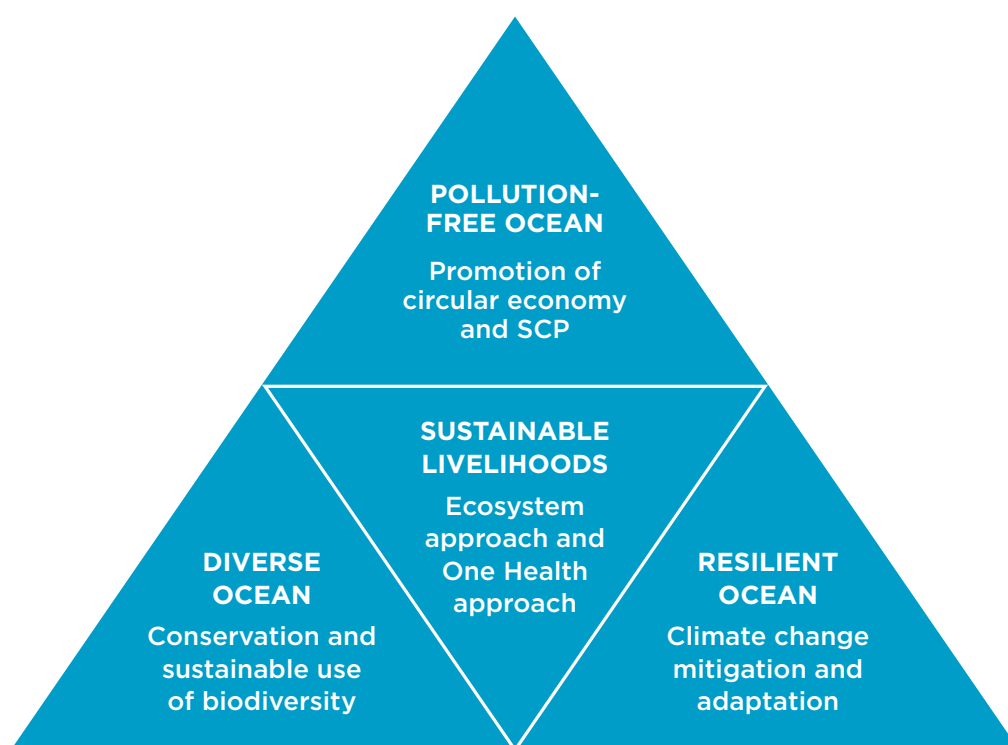 POLLUTION-
FREE OCEAN
Promotion of
circular economy
and SCP
SUSTAINABLE
LIVELIHOODS
Ecosystem
approach and
One Health
approach
DIVERSE
OCEAN
Conservation and
sustainable use
of biodiversity
RESILIENT
OCEAN
Climate change
mitigation and
adaptation